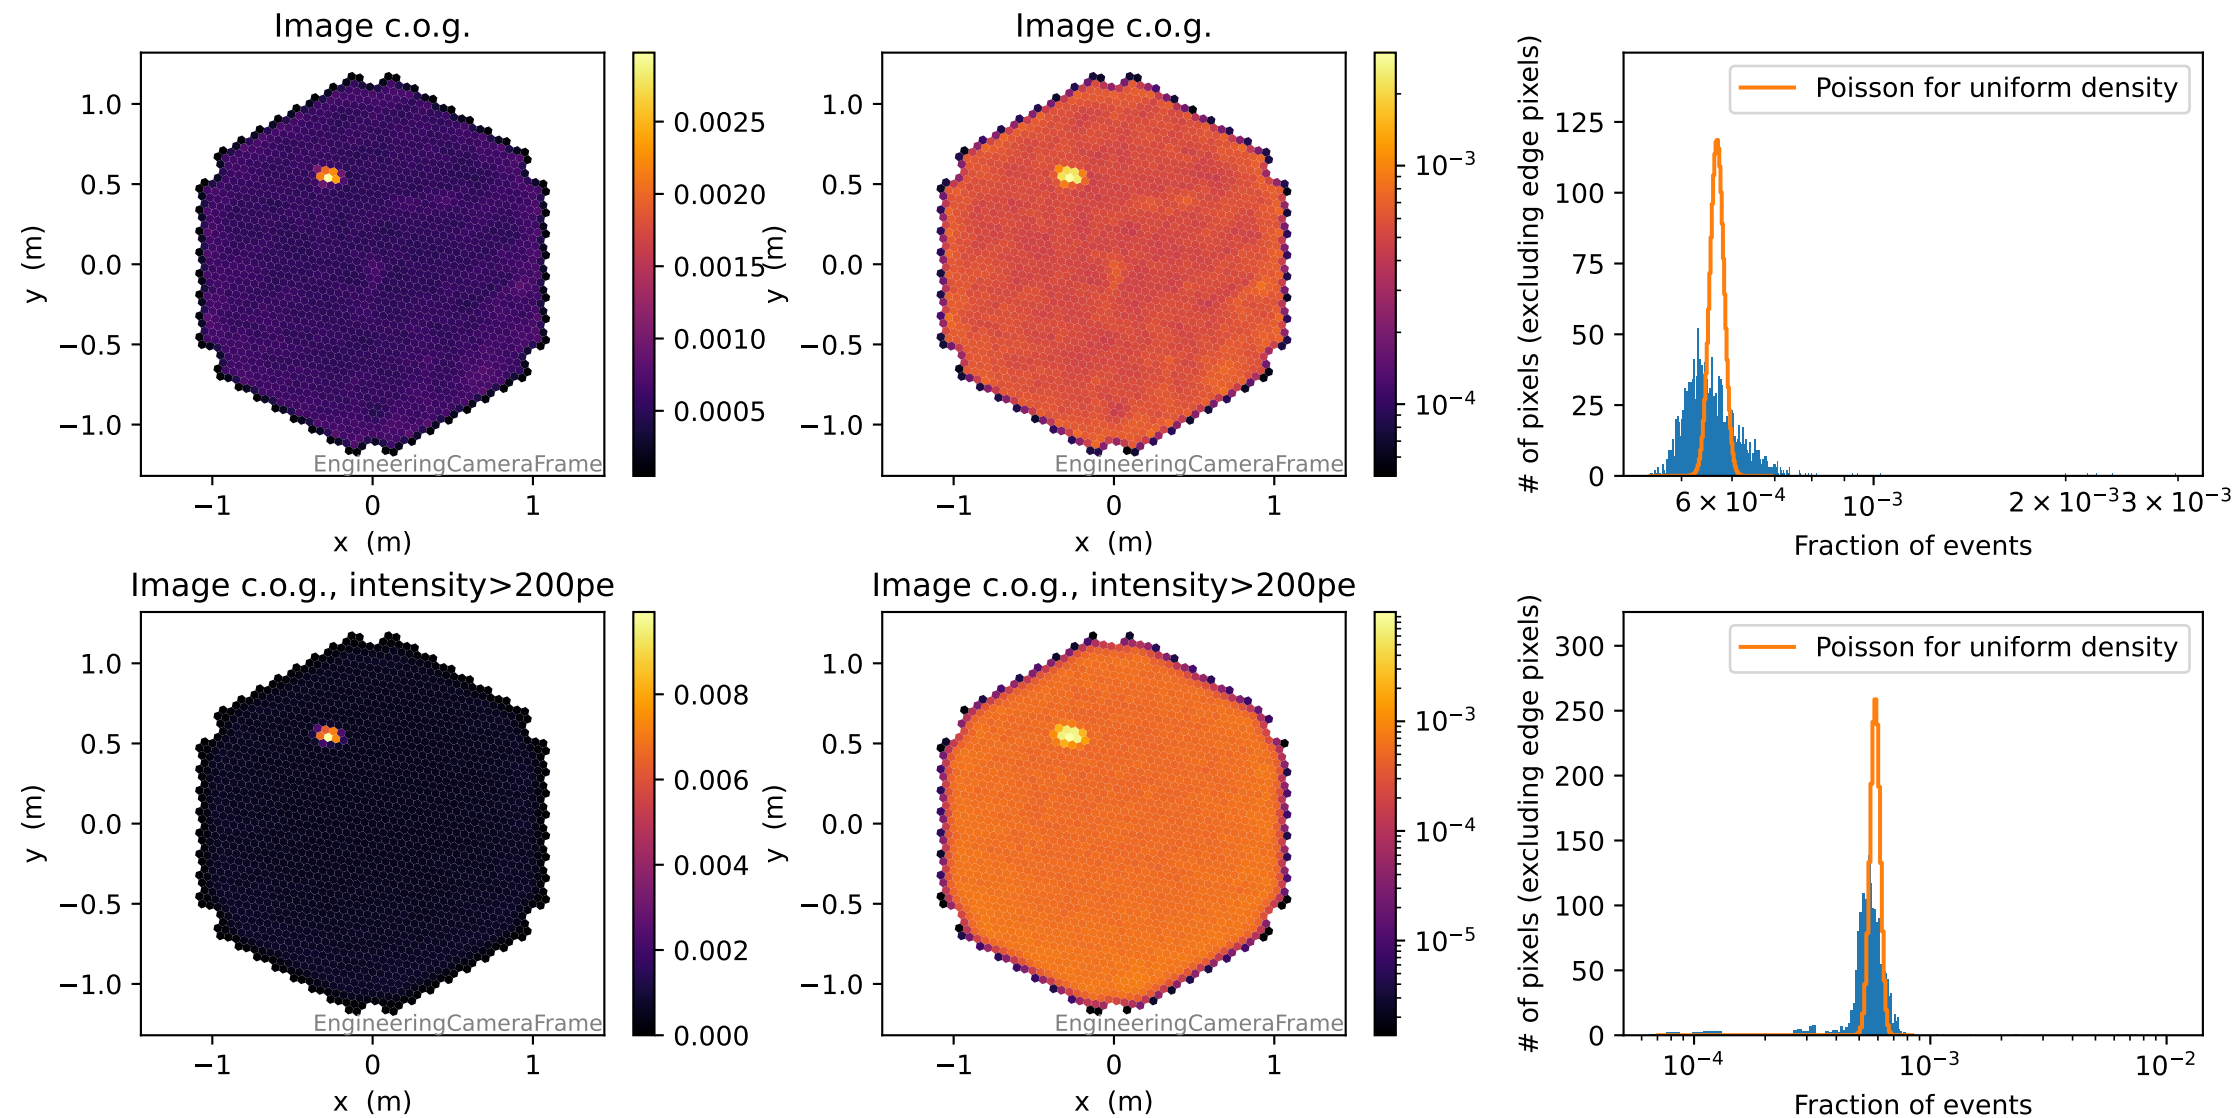 Image c.o.g.
1.0
0.5
0.0
−0.5
−1.0
y (m)
−1 0 1
x (m)
EngineeringCameraFrame
0.0025
0.0020
0.0015
0.0010
0.0005
Image c.o.g.
1.0
0.5
0.0
−0.5
−1.0
y (m)
−1 0 1
x (m)
EngineeringCameraFrame
10⁻³
10⁻⁴
Poisson for uniform density
# of pixels (excluding edge pixels)
125
100
75
50
25
0
6 × 10⁻⁴ 10⁻³ 2 × 10⁻³ 3 × 10⁻³
Fraction of events
Image c.o.g., intensity>200pe
1.0
0.5
0.0
−0.5
−1.0
y (m)
−1 0 1
x (m)
EngineeringCameraFrame
0.008
0.006
0.004
0.002
0.000
Image c.o.g., intensity>200pe
1.0
0.5
0.0
−0.5
−1.0
y (m)
−1 0 1
x (m)
EngineeringCameraFrame
10⁻³
10⁻⁴
10⁻⁵
Poisson for uniform density
# of pixels (excluding edge pixels)
300
250
200
150
100
50
0
10⁻⁴ 10⁻³ 10⁻²
Fraction of events